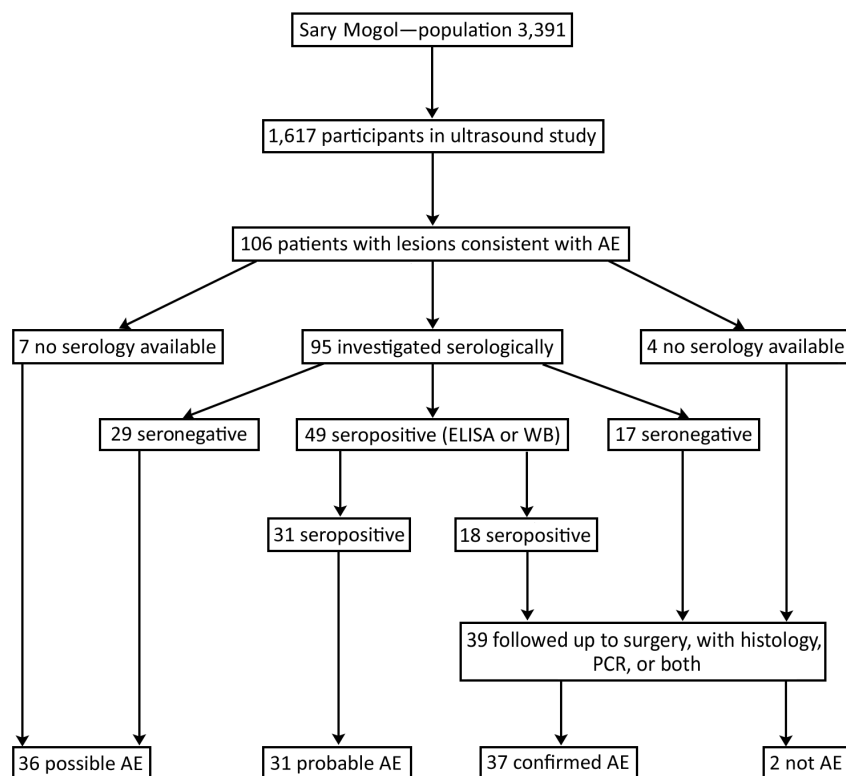 Sary Mogol—population 3,391
1,617 participants in ultrasound study
106 patients with lesions consistent with AE
7 no serology available
95 investigated serologically
4 no serology available
29 seronegative
49 seropositive (ELISA or WB)
17 seronegative
31 seropositive
18 seropositive
39 followed up to surgery, with histology,
PCR, or both
36 possible AE
31 probable AE
37 confirmed AE
2 not AE